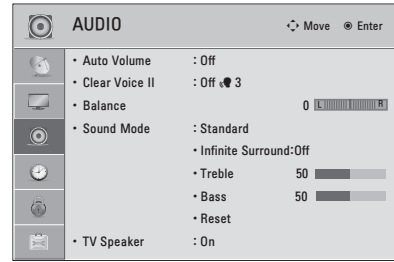 AUDIO Move Enter
• Auto Volume : Off
• Clear Voice II : Off 3
• Balance 0 L R
• Sound Mode : Standard
• Infinite Surround:Off
• Treble 50
• Bass 50
• Reset
• TV Speaker : On